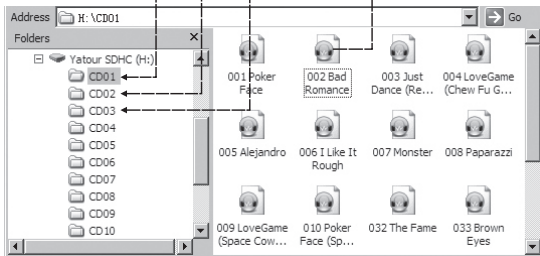 Address H:\CD01 Go
Folders ×
Yatour SDHC (H:)
CD01
CD02
CD03
CD04
CD05
CD06
CD07
CD08
CD09
CD10
001 Poker
Face
002 Bad
Romance
003 Just
Dance (Re...
004 LoveGame
(Chew Fu G...
005 Alejandro
006 I Like It
Rough
007 Monster
008 Paparazzi
009 LoveGame
(Space Cow...
010 Poker
Face (Sp...
032 The Fame
033 Brown
Eyes